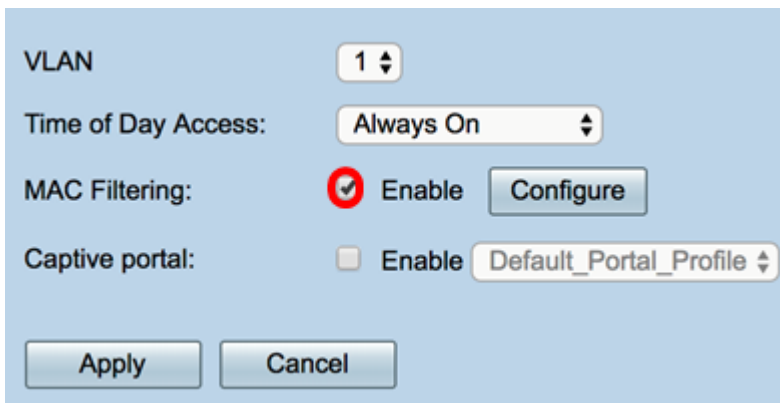 VLAN 1
Time of Day Access: Always On
MAC Filtering: Enable Configure
Captive portal: Enable Default_Portal_Profile
Apply Cancel